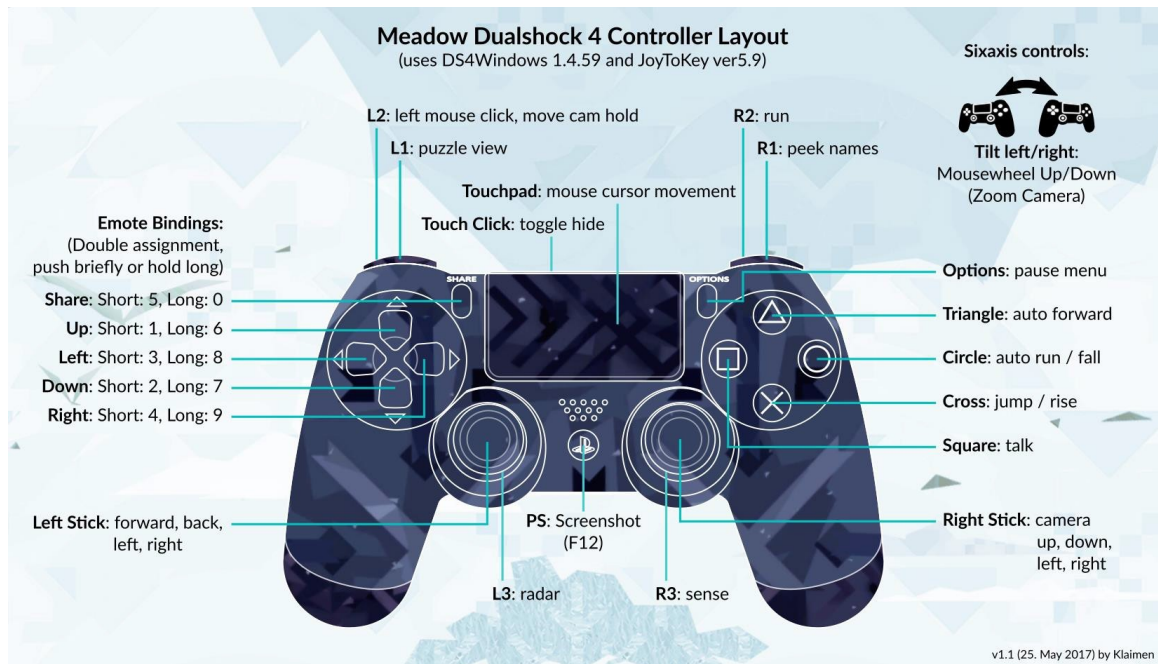 Meadow Dualshock 4 Controller Layout
(uses DS4Windows 1.4.59 and JoyToKey ver5.9)
Sixaxis controls:
Tilt left/right:
Mousewheel Up/Down
(Zoom Camera)
L2: left mouse click, move cam hold
L1: puzzle view
R2: run
R1: peek names
Touchpad: mouse cursor movement
Touch Click: toggle hide
Emote Bindings:
(Double assignment,
push briefly or hold long)
Share: Short: 5, Long: 0
Up: Short: 1, Long: 6
Left: Short: 3, Long: 8
Down: Short: 2, Long: 7
Right: Short: 4, Long: 9
SHARE
OPTIONS
Options: pause menu
Triangle: auto forward
Circle: auto run / fall
Cross: jump / rise
Square: talk
Left Stick: forward, back,
left, right
PS: Screenshot
(F12)
Right Stick: camera
up, down,
left, right
L3: radar
R3: sense
v1.1 (25. May 2017) by Klaimen